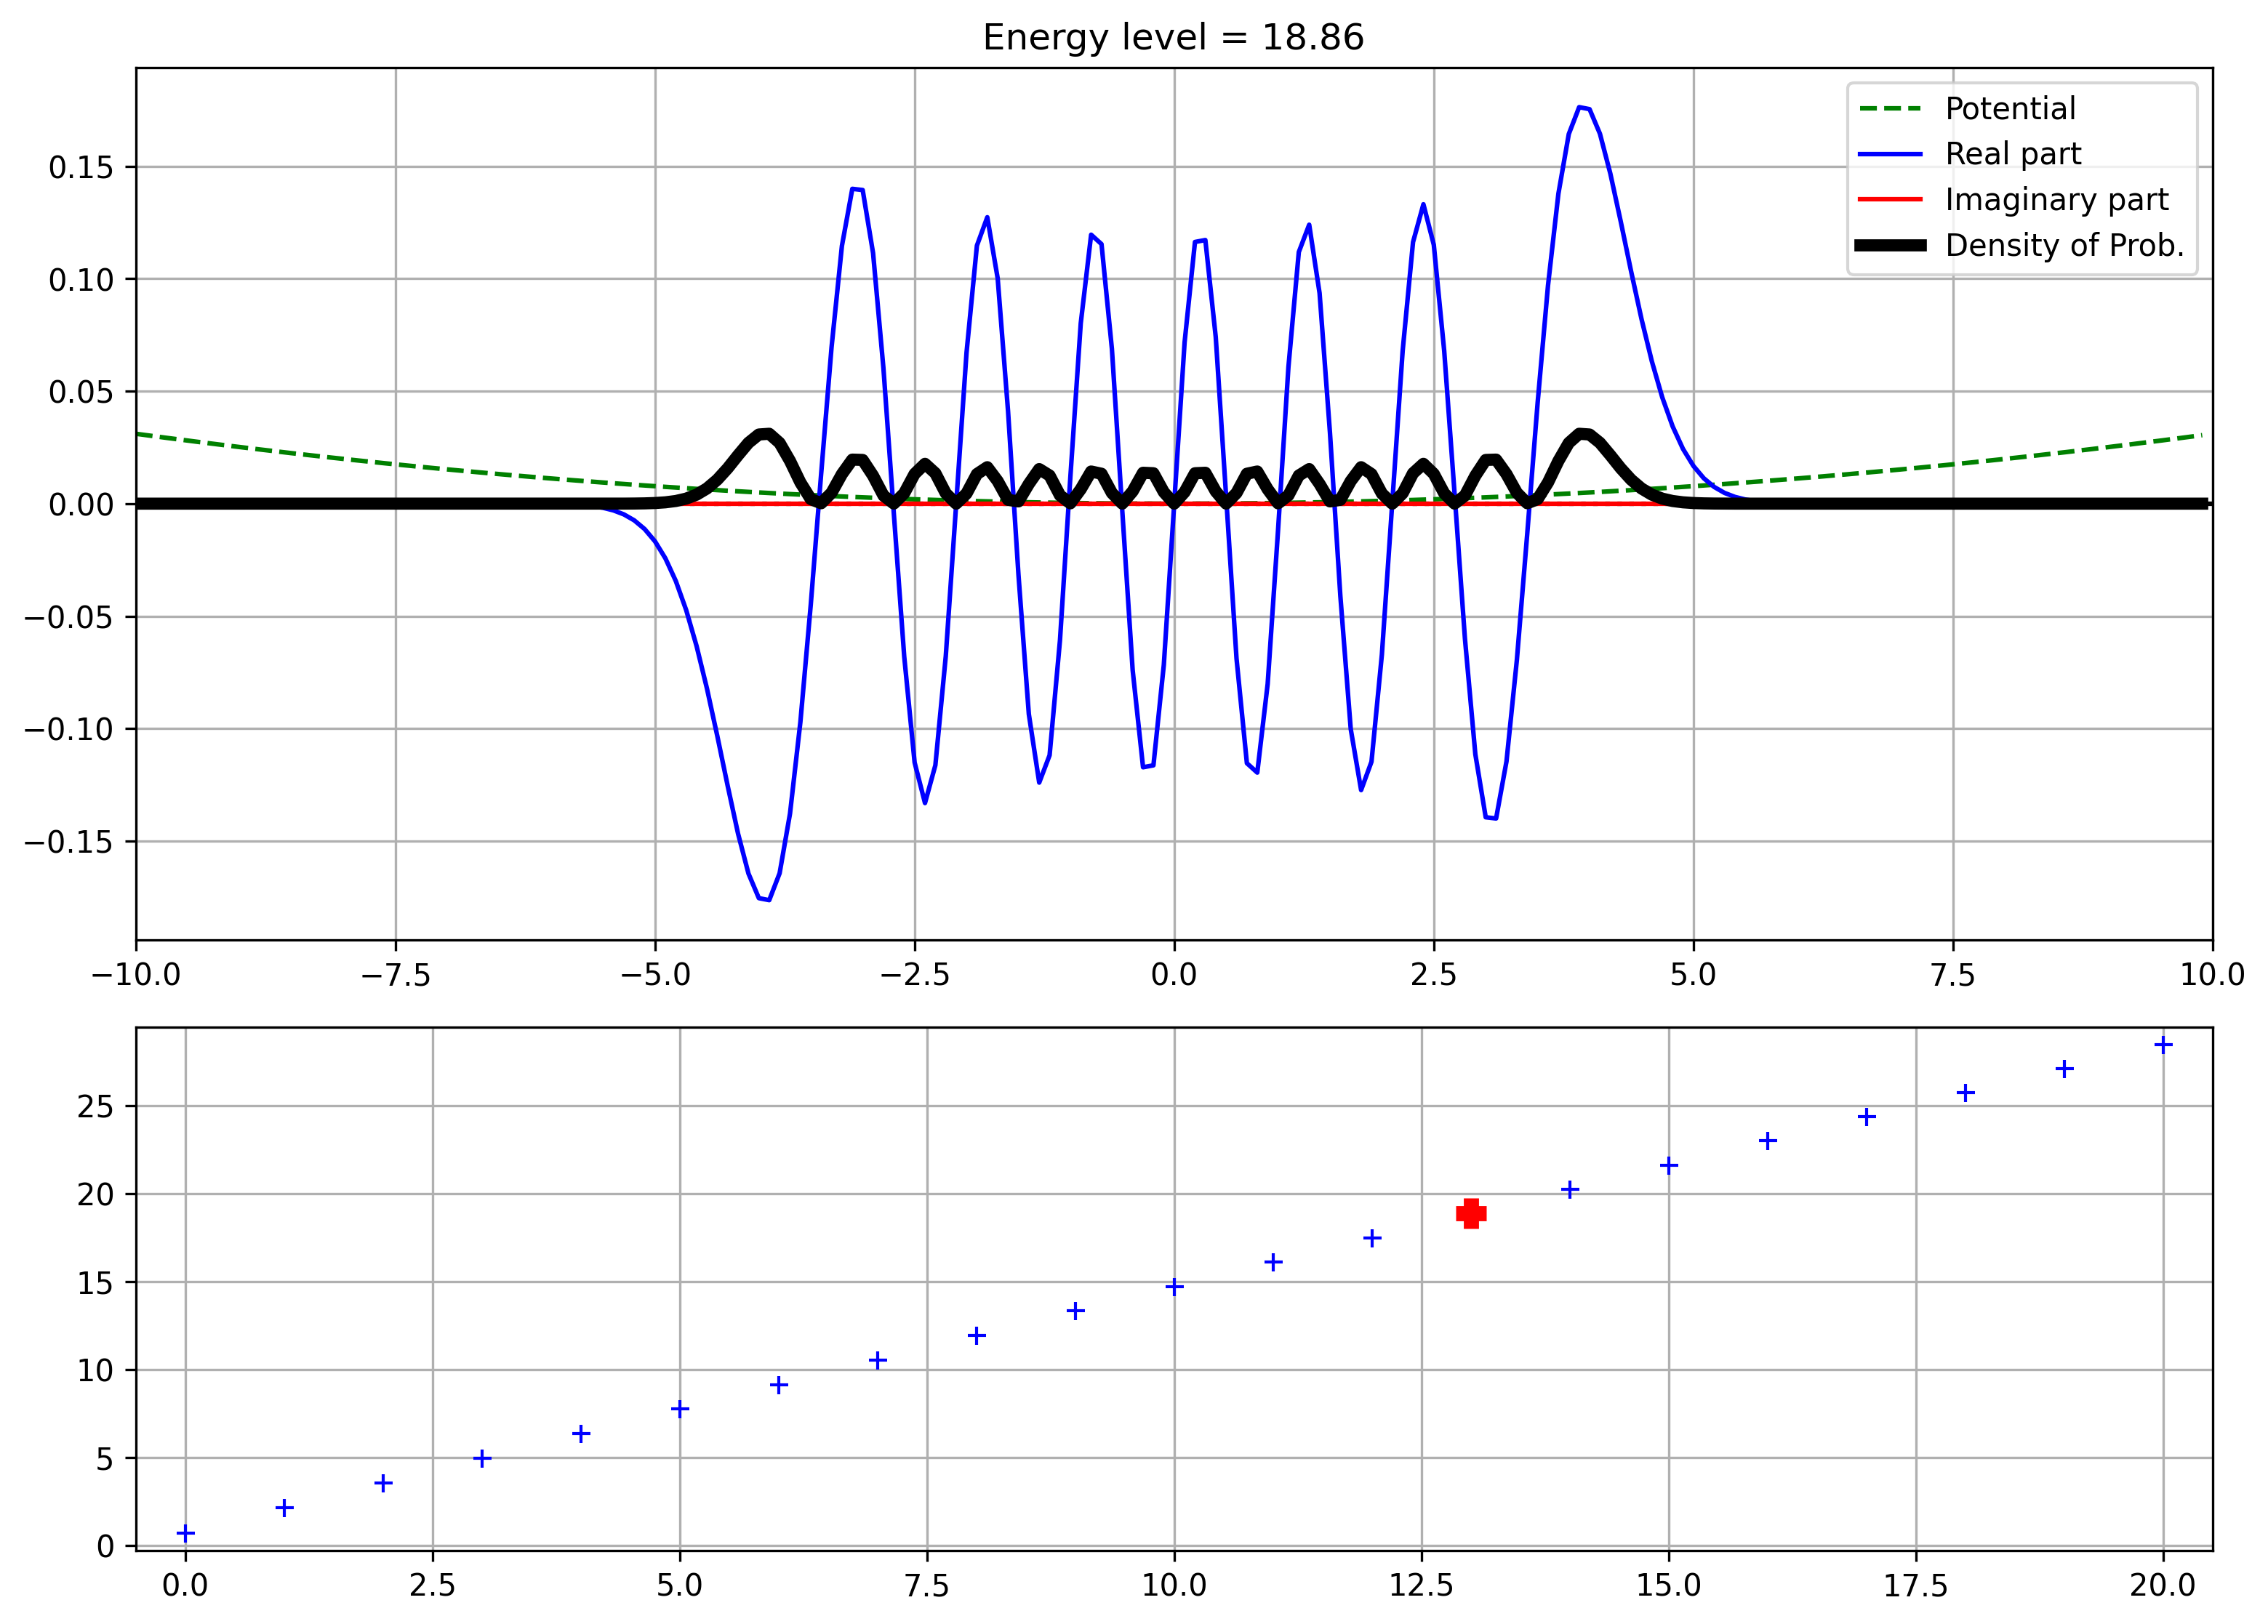 Energy level = 18.86
Potential
Real part
Imaginary part
Density of Prob.
0.15
0.10
0.05
0.00
−0.05
−0.10
−0.15
−10.0 −7.5 −5.0 −2.5 0.0 2.5 5.0 7.5 10.0
25
20
15
10
5
0
0.0 2.5 5.0 7.5 10.0 12.5 15.0 17.5 20.0